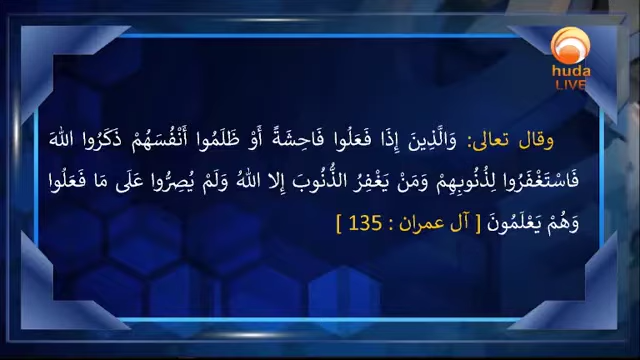 huda
LIVE
وقال تعالى: وَالَّذِينَ إِذَا فَعَلُوا فَاحِشَةً أَوْ ظَلَمُوا أَنْفُسَهُمْ ذَكَرُوا اللهَ
فَاسْتَغْفَرُوا لِذُنُوبِهِمْ وَمَنْ يَغْفِرُ الذُّنُوبَ إِلا اللهُ وَلَمْ يُصِرُّوا عَلَى مَا فَعَلُوا
وَهُمْ يَعْلَمُونَ [ آل عمران : 135 ]